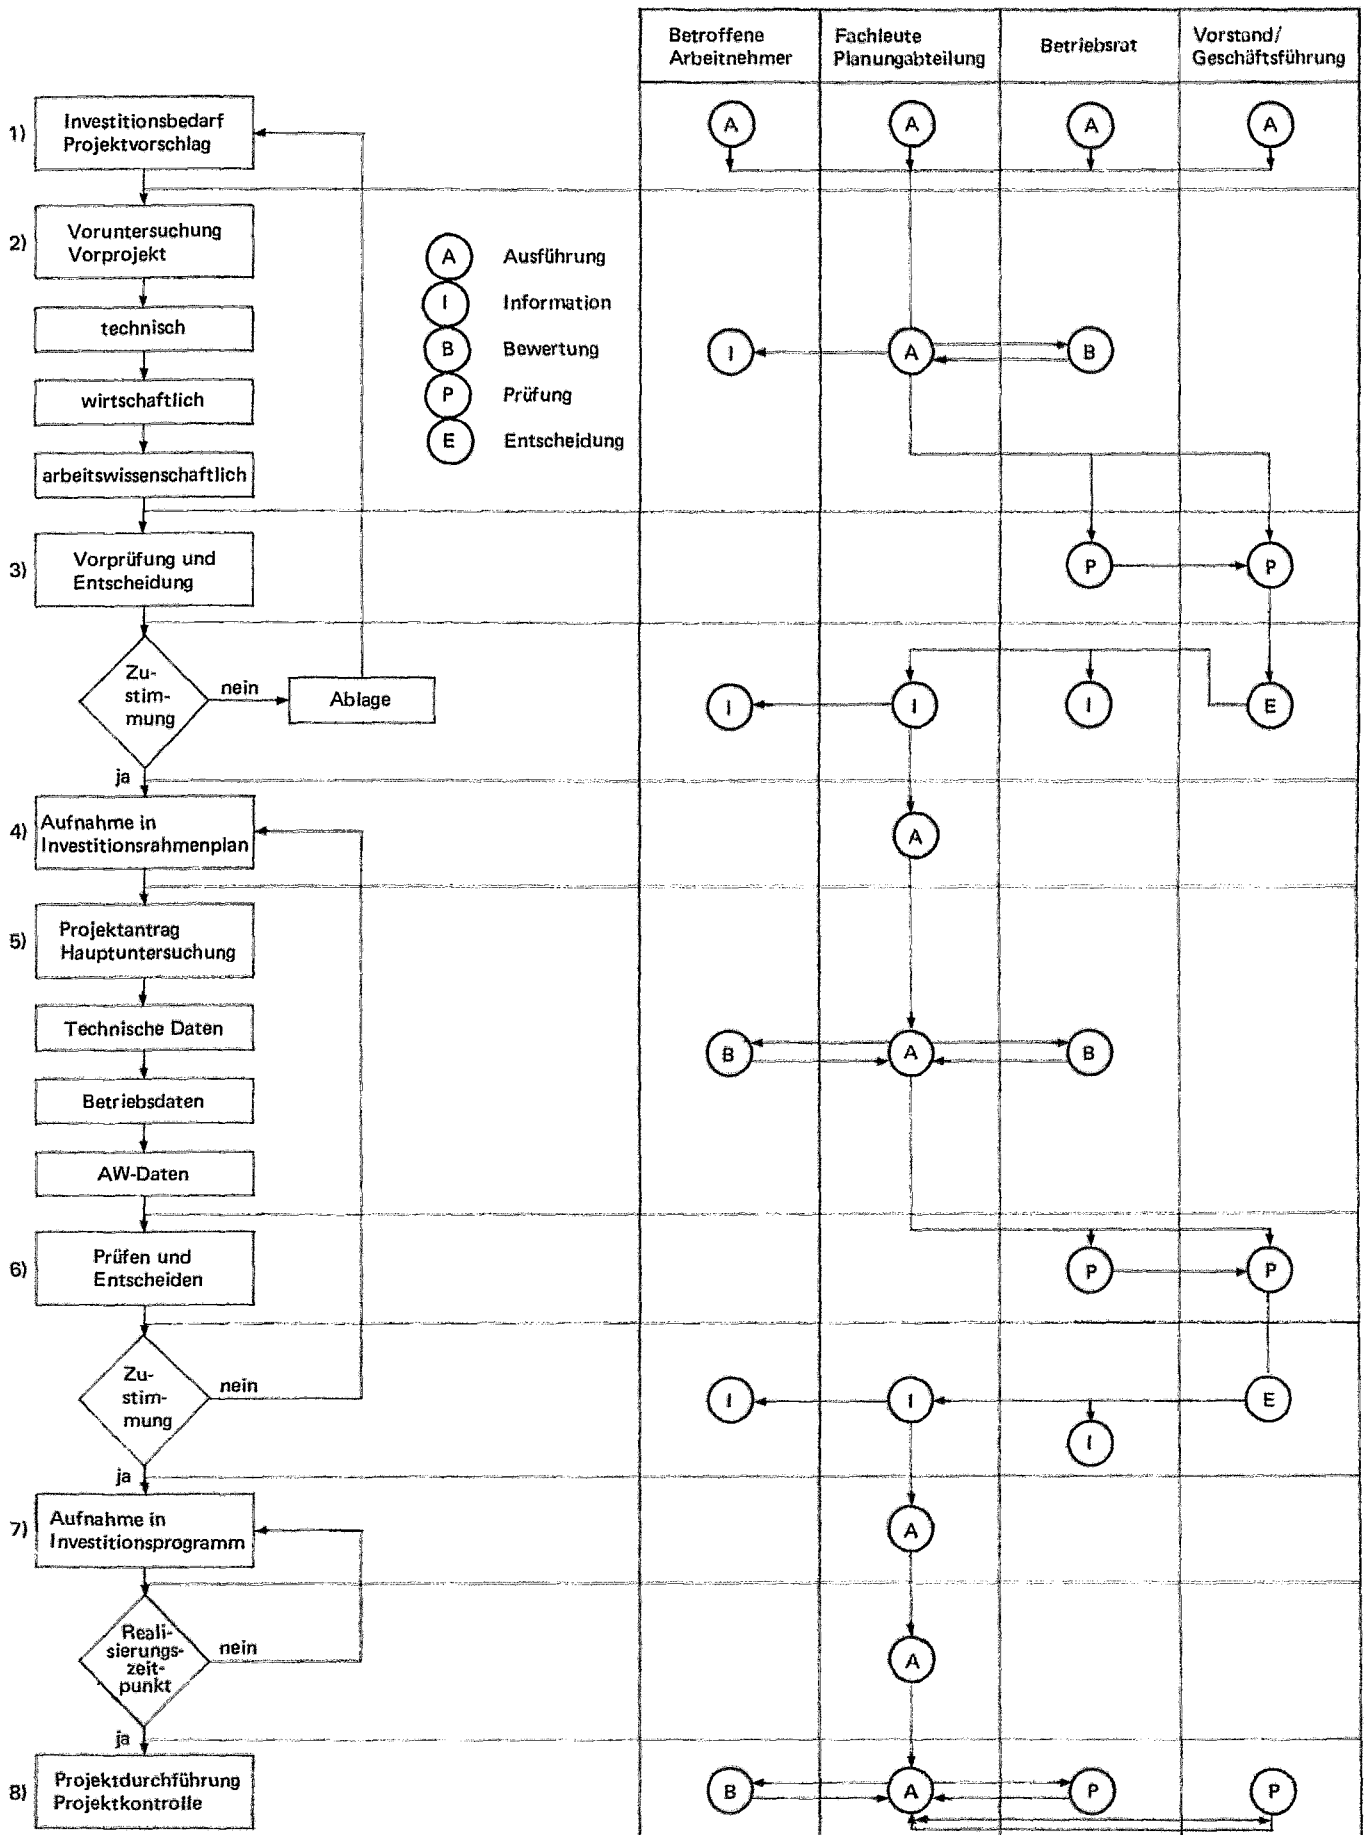 Betroffene
Arbeitnehmer
Fachleute
Planungabteilung
Betriebsrat
Vorstand/
Geschäftsführung
1)
Investitionsbedarf
Projektvorschlag
A
A
A
A
2)
Voruntersuchung
Vorprojekt
A Ausführung
I Information
B Bewertung
P Prüfung
E Entscheidung
technisch
I
A
B
wirtschaftlich
arbeitswissenschaftlich
3)
Vorprüfung und
Entscheidung
P
P
Zu-
stim-
mung
nein
Ablage
I
I
I
E
ja
4)
Aufnahme in
Investitionsrahmenplan
A
5)
Projektantrag
Hauptuntersuchung
Technische Daten
B
A
B
Betriebsdaten
AW-Daten
6)
Prüfen und
Entscheiden
P
P
Zu-
stim-
mung
nein
I
I
I
E
ja
7)
Aufnahme in
Investitionsprogramm
A
Reali-
sierungs-
zeit-
punkt
nein
A
ja
8)
Projektdurchführung
Projektkontrolle
B
A
P
P